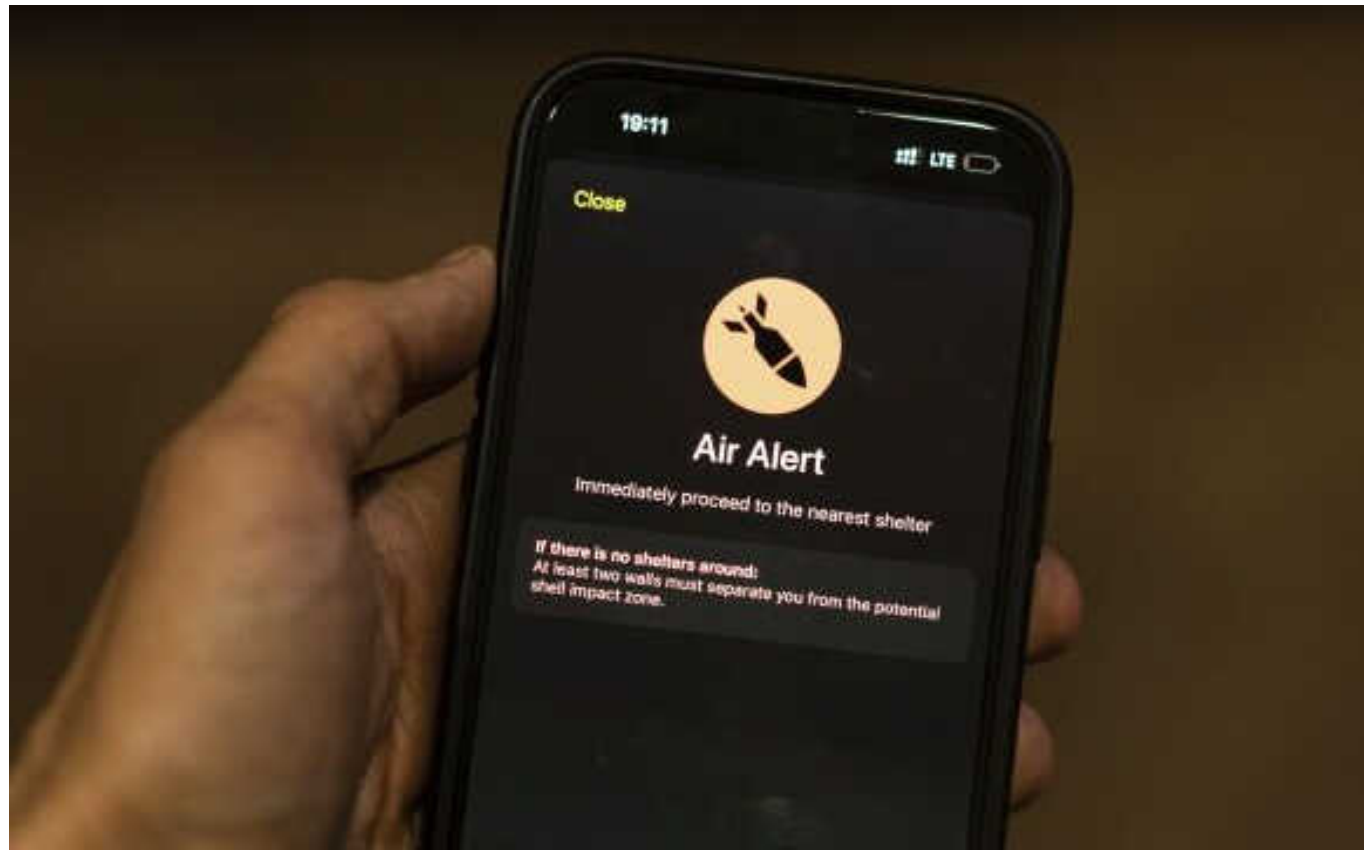 19:11
LTE
Close
Air Alert
Immediately proceed to the nearest shelter
If there is no shelters around:
At least two walls must separate you from the potential
shell impact zone.